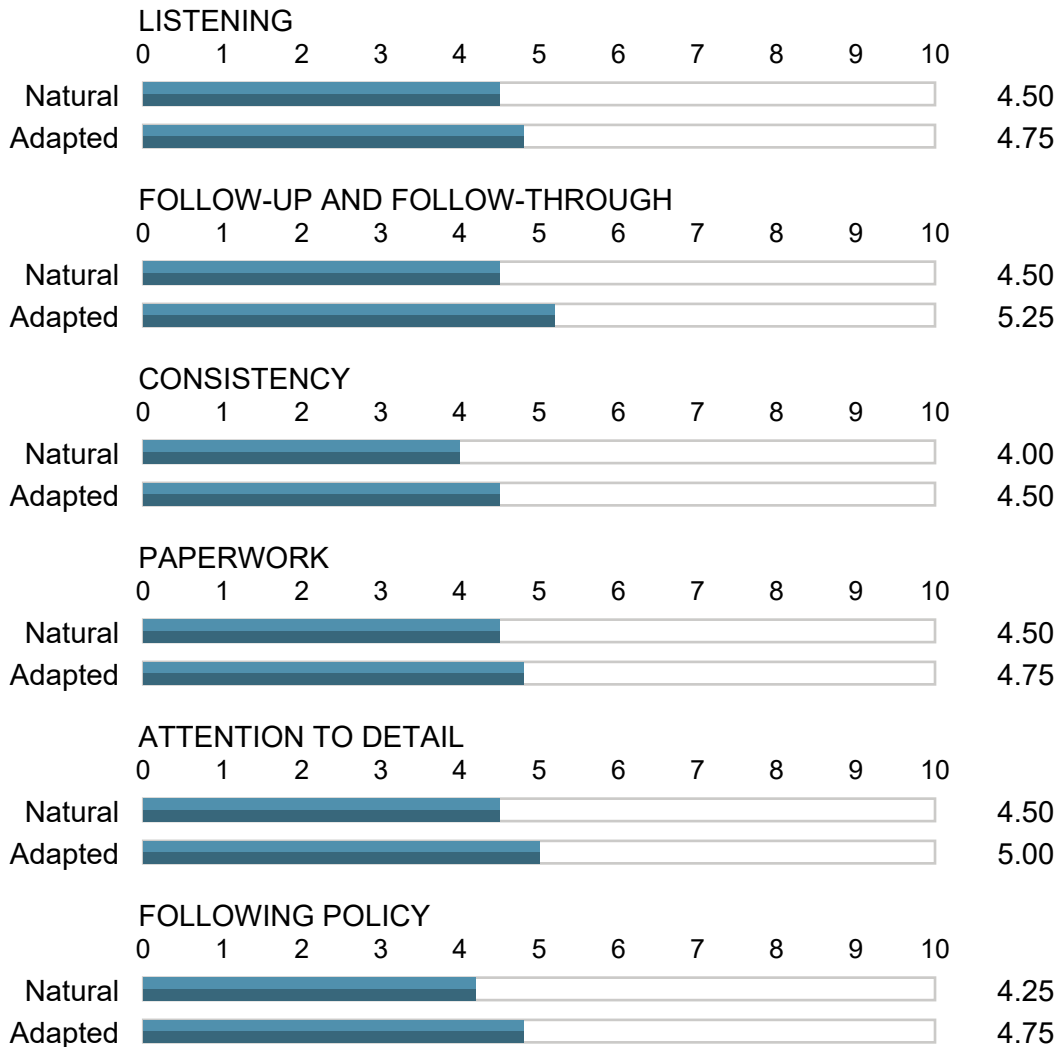 LISTENING
0 1 2 3 4 5 6 7 8 9 10
Natural 4.50
Adapted 4.75
FOLLOW-UP AND FOLLOW-THROUGH
0 1 2 3 4 5 6 7 8 9 10
Natural 4.50
Adapted 5.25
CONSISTENCY
0 1 2 3 4 5 6 7 8 9 10
Natural 4.00
Adapted 4.50
PAPERWORK
0 1 2 3 4 5 6 7 8 9 10
Natural 4.50
Adapted 4.75
ATTENTION TO DETAIL
0 1 2 3 4 5 6 7 8 9 10
Natural 4.50
Adapted 5.00
FOLLOWING POLICY
0 1 2 3 4 5 6 7 8 9 10
Natural 4.25
Adapted 4.75